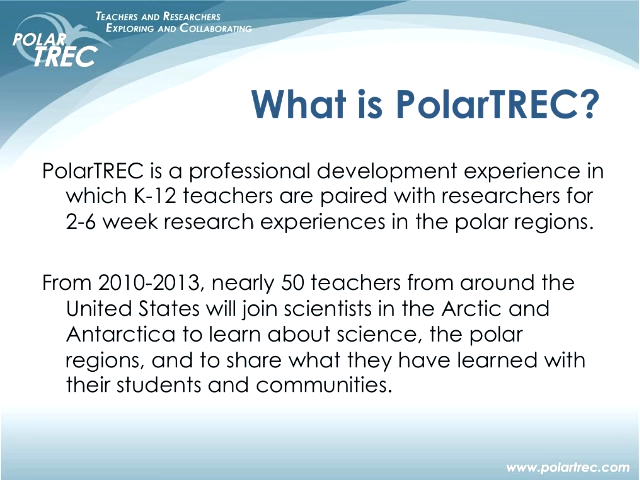 TEACHERS AND RESEARCHERS
EXPLORING AND COLLABORATING
POLAR
TREC
What is PolarTREC?
PolarTREC is a professional development experience in
which K-12 teachers are paired with researchers for
2-6 week research experiences in the polar regions.
From 2010-2013, nearly 50 teachers from around the
United States will join scientists in the Arctic and
Antarctica to learn about science, the polar
regions, and to share what they have learned with
their students and communities.
www.polartrec.com